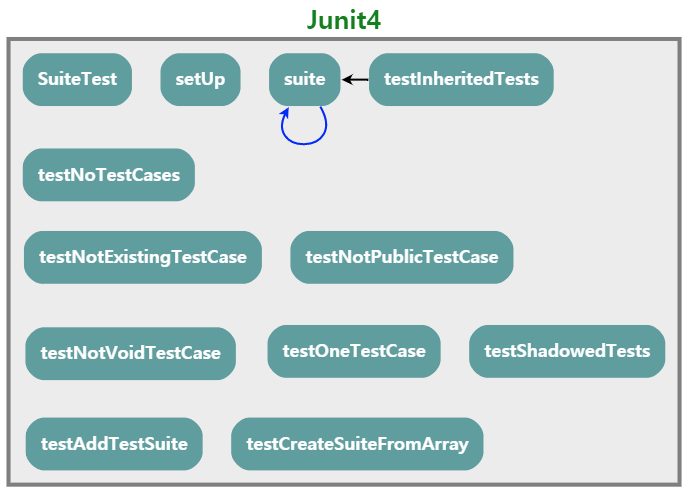 Junit4
SuiteTest setUp suite testInheritedTests
testNoTestCases
testNotExistingTestCase testNotPublicTestCase
testNotVoidTestCase testOneTestCase testShadowedTests
testAddTestSuite testCreateSuiteFromArray